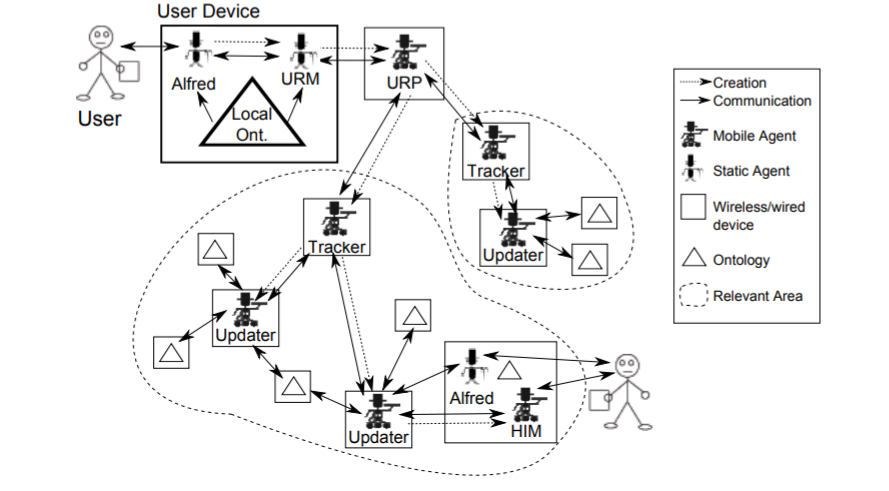 User Device
User
Alfred
URM
Local
Ont.
URP
Tracker
Updater
Tracker
Updater
Updater
Alfred
HIM
Creation
Communication
Mobile Agent
Static Agent
Wireless/wired
device
Ontology
Relevant Area